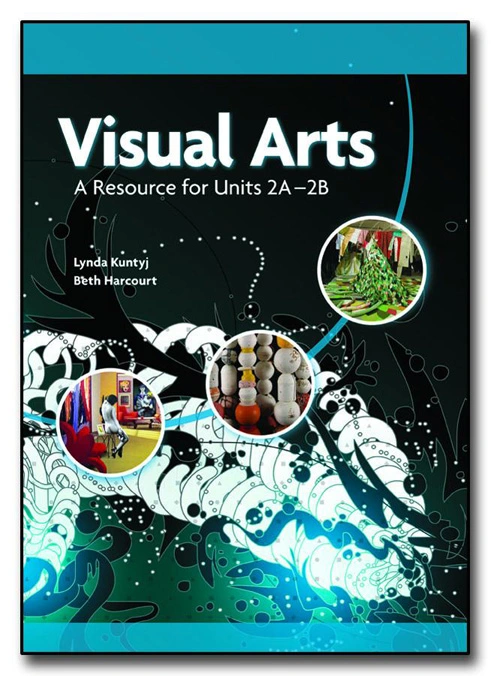 Visual Arts
A Resource for Units 2A–2B
Lynda Kuntyj
Beth Harcourt